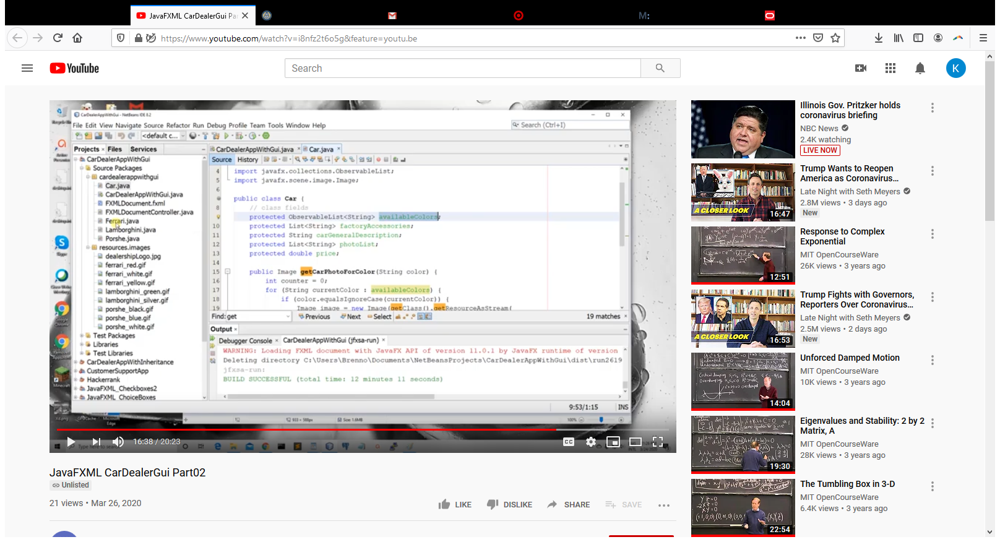 JavaFXML CarDealerGui Pa
M:
https://www.youtube.com/watch?v=i8nfz2t6o5g&feature=youtu.be
YouTube
Search
K
CarDealerAppWithGui - NetBeans IDE 8.2
File Edit View Navigate Source Refactor Run Debug Profile Team Tools Window Help
Search (Ctrl+I)
<default c...
Projects Files Services
CarDealerAppWithGui
Source Packages
cardealerappwithgui
Car.java
CarDealerAppWithGui.java
FXMLDocument.fxml
FXMLDocumentController.java
Ferrari.java
Lamborghini.java
Porshe.java
resources.images
dealershipLogo.jpg
ferrari_red.gif
ferrari_white.gif
ferrari_yellow.gif
lamborghini_green.gif
lamborghini_silver.gif
porshe_black.gif
porshe_blue.gif
porshe_white.gif
Test Packages
Libraries
Test Libraries
CarDealerAppWithInheritance
CustomerSupportApp
Hackerrank
JavaFXML_Checkboxes2
JavaFXML_ChoiceBoxes
CarDealerAppWithGui.java Car.java
Source History
4 import javafx.collections.ObservableList;
5 import javafx.scene.image.Image;
6
public class Car {
8 // class fields
protected ObservableList<String> availableColors;
10 protected List<String> factoryAccessories;
11 protected String carGeneralDescription;
12 protected List<String> photoList;
13 protected double price;
14
15 public Image getCarPhotoForColor(String color) {
16 int counter = 0;
17 for (String currentColor : availableColors) {
18 if (color.equalsIgnoreCase(currentColor)) {
19 Image image = new Image(getClass().getResourceAsStream(
Find: get Previous Next Select 19 matches
Output
Debugger Console CarDealerAppWithGui (jfxsa-run)
WARNING: Loading FXML document with JavaFX API of version 11.0.1 by JavaFX runtime of version
Deleting directory C:\Users\Brenno\Documents\NetBeansProjects\CarDealerAppWithGui\dist\run2619
jfxsa-run:
BUILD SUCCESSFUL (total time: 12 minutes 11 seconds)
9:53/1:15 INS
933 × 588px Size: 1.6MB 100%
Skype
Google Chrome
Minecraft
Microsoft Edge
16:38 / 20:23
CC
JavaFXML CarDealerGui Part02
Unlisted
21 views • Mar 26, 2020
LIKE DISLIKE SHARE SAVE
Illinois Gov. Pritzker holds
coronavirus briefing
NBC News
2.4K watching
LIVE NOW
A CLOSER LOOK
16:47
Trump Wants to Reopen
America as Coronavirus...
Late Night with Seth Meyers
2.8M views • 3 days ago
New
12:51
Response to Complex
Exponential
MIT OpenCourseWare
26K views • 3 years ago
A CLOSER LOOK
16:53
Trump Fights with Governors,
Reporters Over Coronavirus...
Late Night with Seth Meyers
2.5M views • 2 days ago
New
14:04
Unforced Damped Motion
MIT OpenCourseWare
10K views • 3 years ago
19:30
Eigenvalues and Stability: 2 by 2
Matrix, A
MIT OpenCourseWare
28K views • 3 years ago
22:54
The Tumbling Box in 3-D
MIT OpenCourseWare
6.4K views • 3 years ago